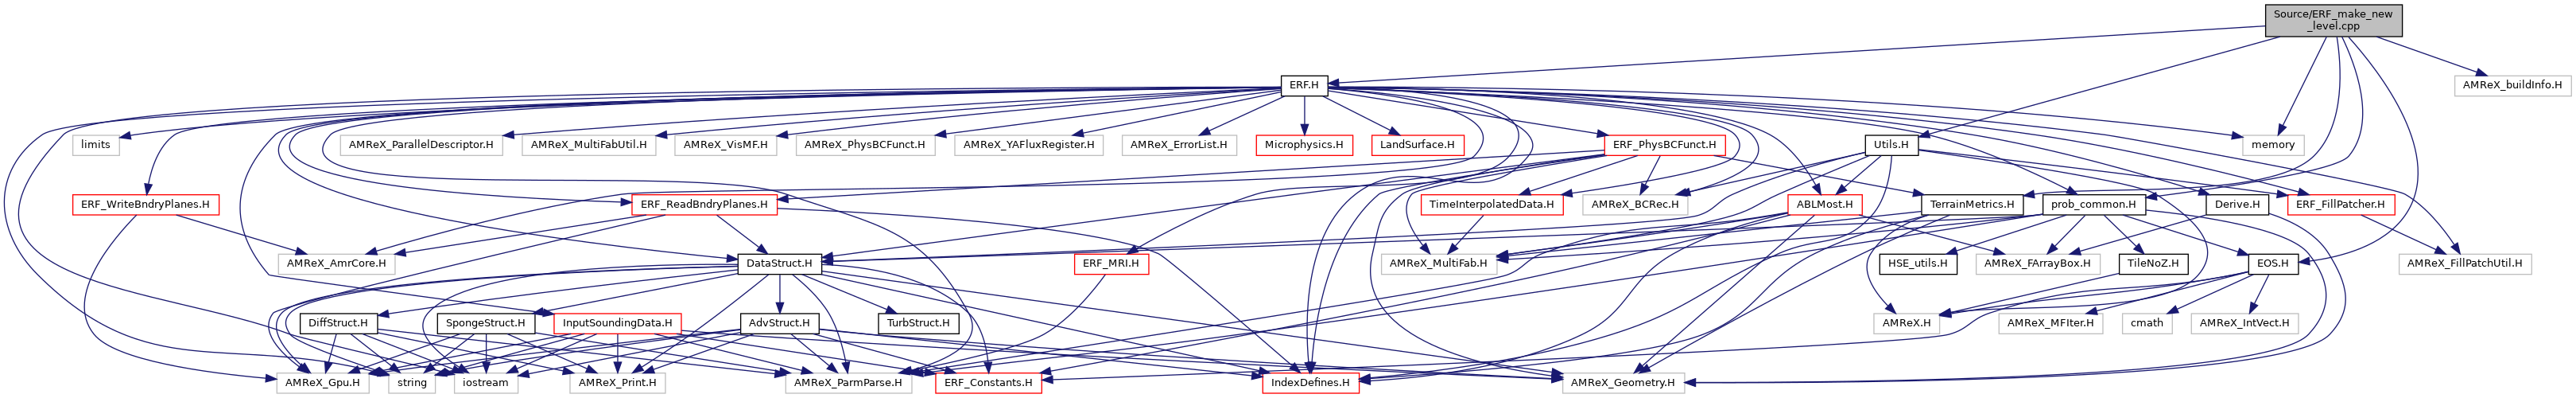 Source/ERF_make_new
_level.cpp
ERF.H
AMReX_buildInfo.H
limits
AMReX_ParallelDescriptor.H
AMReX_MultiFabUtil.H
AMReX_VisMF.H
AMReX_PhysBCFunct.H
AMReX_YAFluxRegister.H
AMReX_ErrorList.H
Microphysics.H
LandSurface.H
ERF_PhysBCFunct.H
Utils.H
memory
ERF_WriteBndryPlanes.H
ERF_ReadBndryPlanes.H
TimeInterpolatedData.H
AMReX_BCRec.H
ABLMost.H
TerrainMetrics.H
prob_common.H
Derive.H
ERF_FillPatcher.H
AMReX_AmrCore.H
DataStruct.H
ERF_MRI.H
AMReX_MultiFab.H
HSE_utils.H
AMReX_FArrayBox.H
TileNoZ.H
EOS.H
AMReX_FillPatchUtil.H
DiffStruct.H
SpongeStruct.H
InputSoundingData.H
AdvStruct.H
TurbStruct.H
AMReX.H
AMReX_MFIter.H
cmath
AMReX_IntVect.H
AMReX_Gpu.H
string
iostream
AMReX_Print.H
AMReX_ParmParse.H
ERF_Constants.H
IndexDefines.H
AMReX_Geometry.H